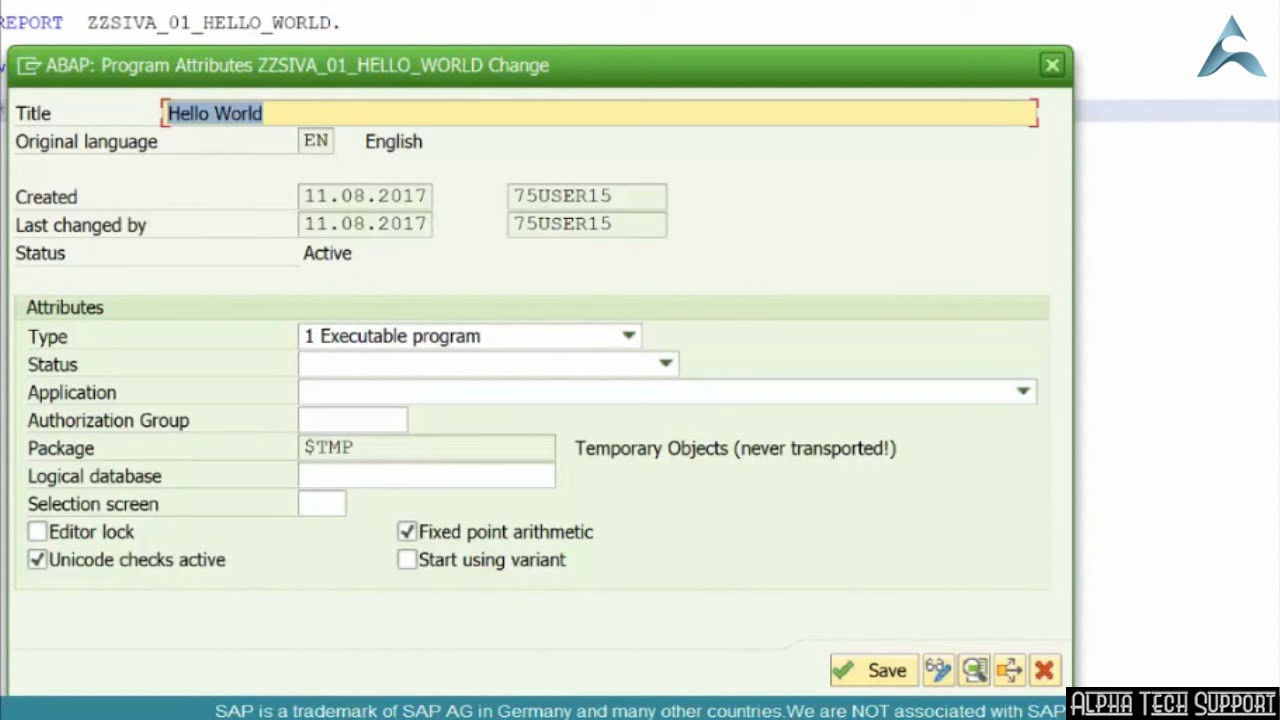 REPORT ZZSIVA_01_HELLO_WORLD.
ABAP: Program Attributes ZZSIVA_01_HELLO_WORLD Change
Title Hello World
Original language EN English
Created 11.08.2017 75USER15
Last changed by 11.08.2017 75USER15
Status Active
Attributes
Type 1 Executable program
Status
Application
Authorization Group
Package $TMP Temporary Objects (never transported!)
Logical database
Selection screen
Editor lock Fixed point arithmetic
Unicode checks active Start using variant
Save
SAP is a trademark of SAP AG in Germany and many other countries.We are NOT associated with SAP
ALPHA TECH SUPPORT